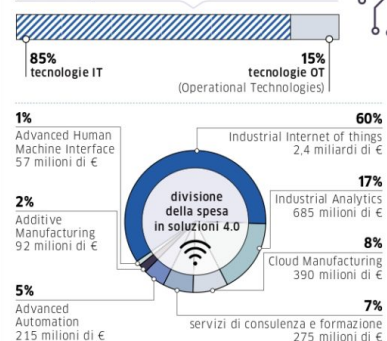 85%
tecnologie IT
15%
tecnologie OT
(Operational Technologies)
1%
Advanced Human
Machine Interface
57 milioni di €
2%
Additive
Manufacturing
92 milioni di €
5%
Advanced
Automation
215 milioni di €
divisione
della spesa
in soluzioni 4.0
60%
Industrial Internet of things
2,4 miliardi di €
17%
Industrial Analytics
685 milioni di €
8%
Cloud Manufacturing
390 milioni di €
7%
servizi di consulenza e formazione
275 milioni di €